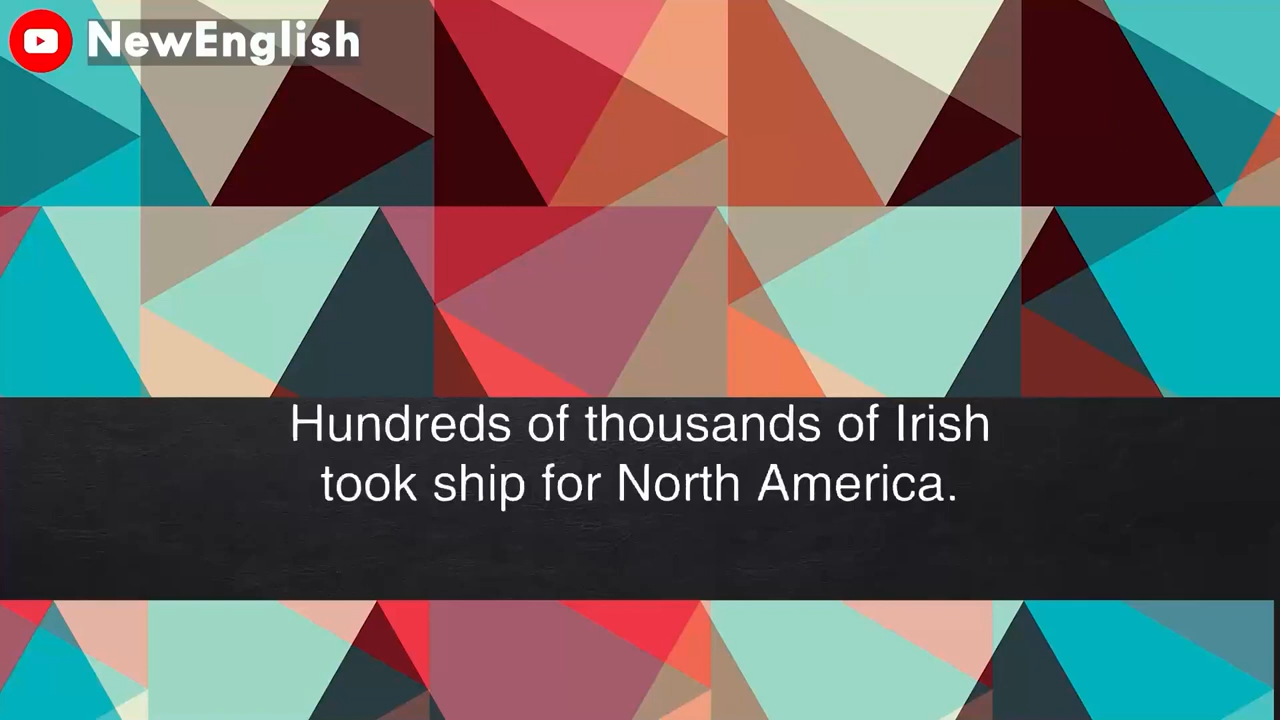 NewEnglish
Hundreds of thousands of Irish
took ship for North America.